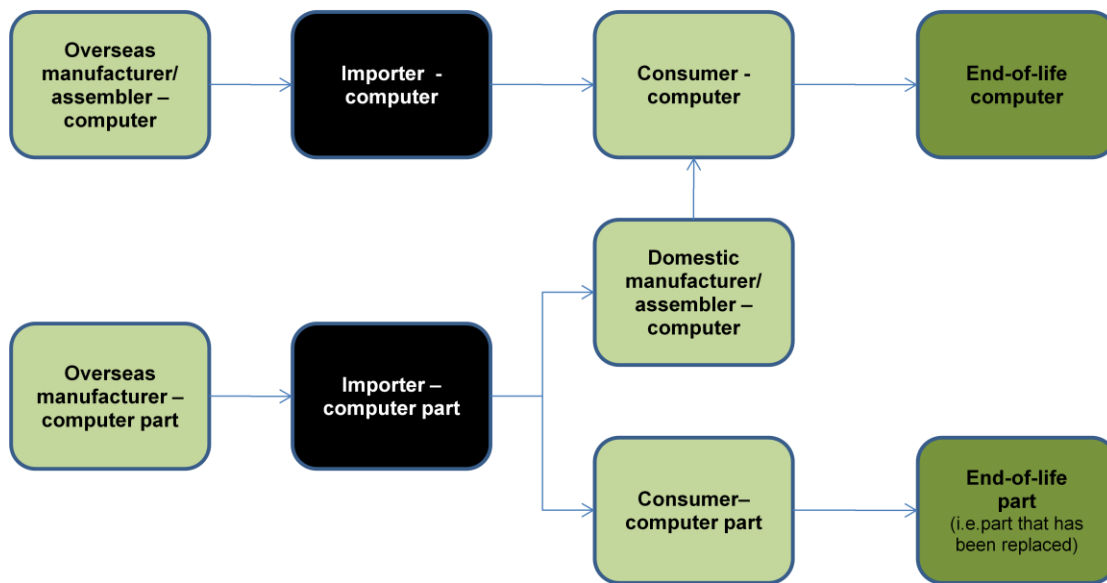 Overseas
manufacturer/
assembler –
computer
Importer -
computer
Consumer -
computer
End-of-life
computer
Domestic
manufacturer/
assembler –
computer
Overseas
manufacturer –
computer part
Importer –
computer part
Consumer–
computer part
End-of-life
part
(i.e.part that has
been replaced)